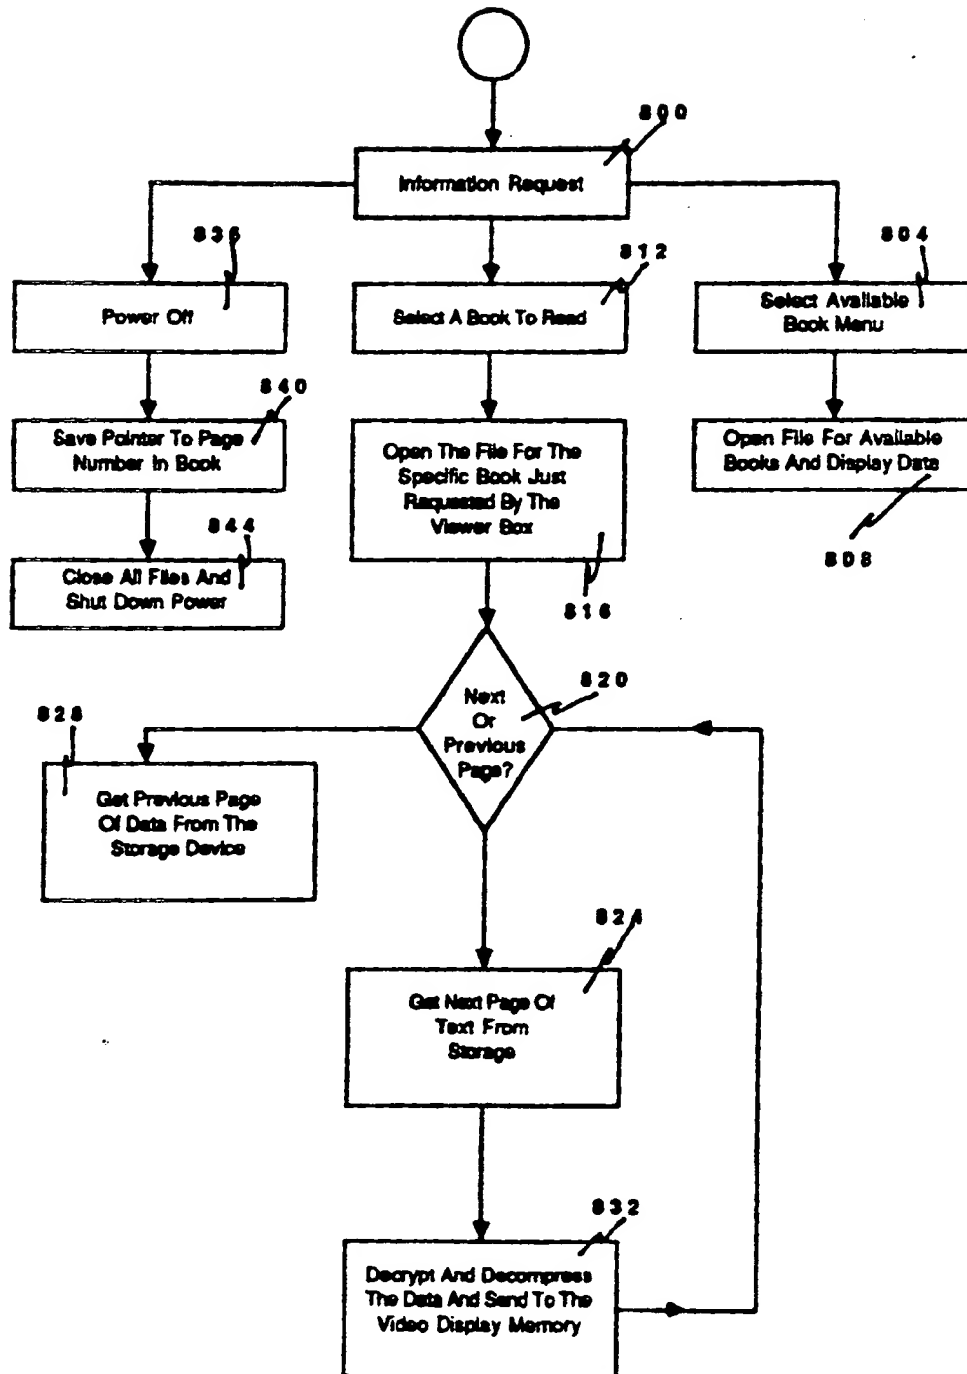 800
Information Request
836
812
804
Power Off
Select A Book To Read
Select Available
Book Menu
840
Save Pointer To Page
Number In Book
Open The File For The
Specific Book Just
Requested By The
Viewer Box
Open File For Available
Books And Display Data
844
808
Close All Files And
Shut Down Power
816
820
Next
Or
Previous
Page?
828
Get Previous Page
Of Data From The
Storage Device
824
Get Next Page Of
Text From
Storage
832
Decrypt And Decompress
The Data And Send To The
Video Display Memory